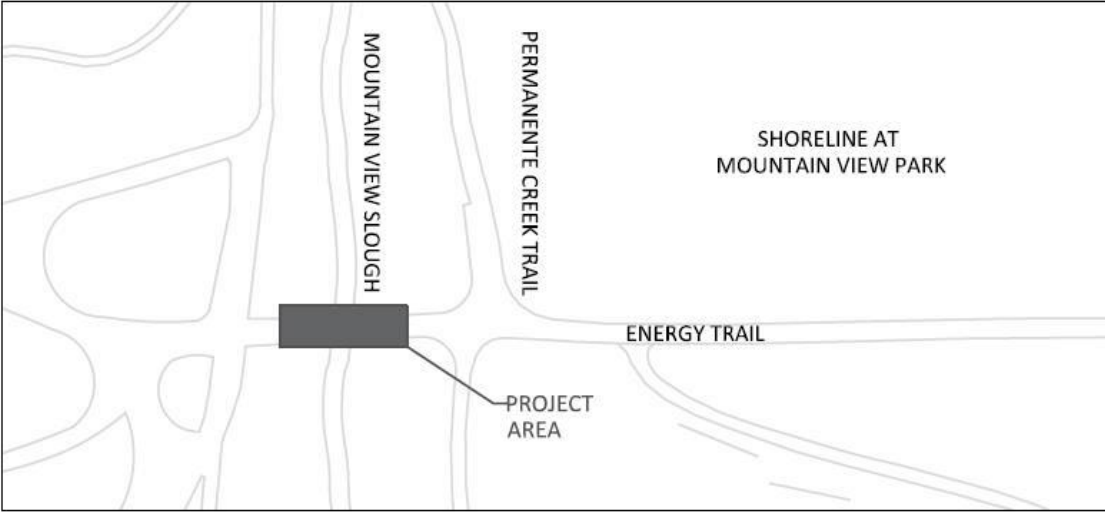 MOUNTAIN VIEW SLOUGH
PERMANENTE CREEK TRAIL
SHORELINE AT
MOUNTAIN VIEW PARK
ENERGY TRAIL
PROJECT
AREA